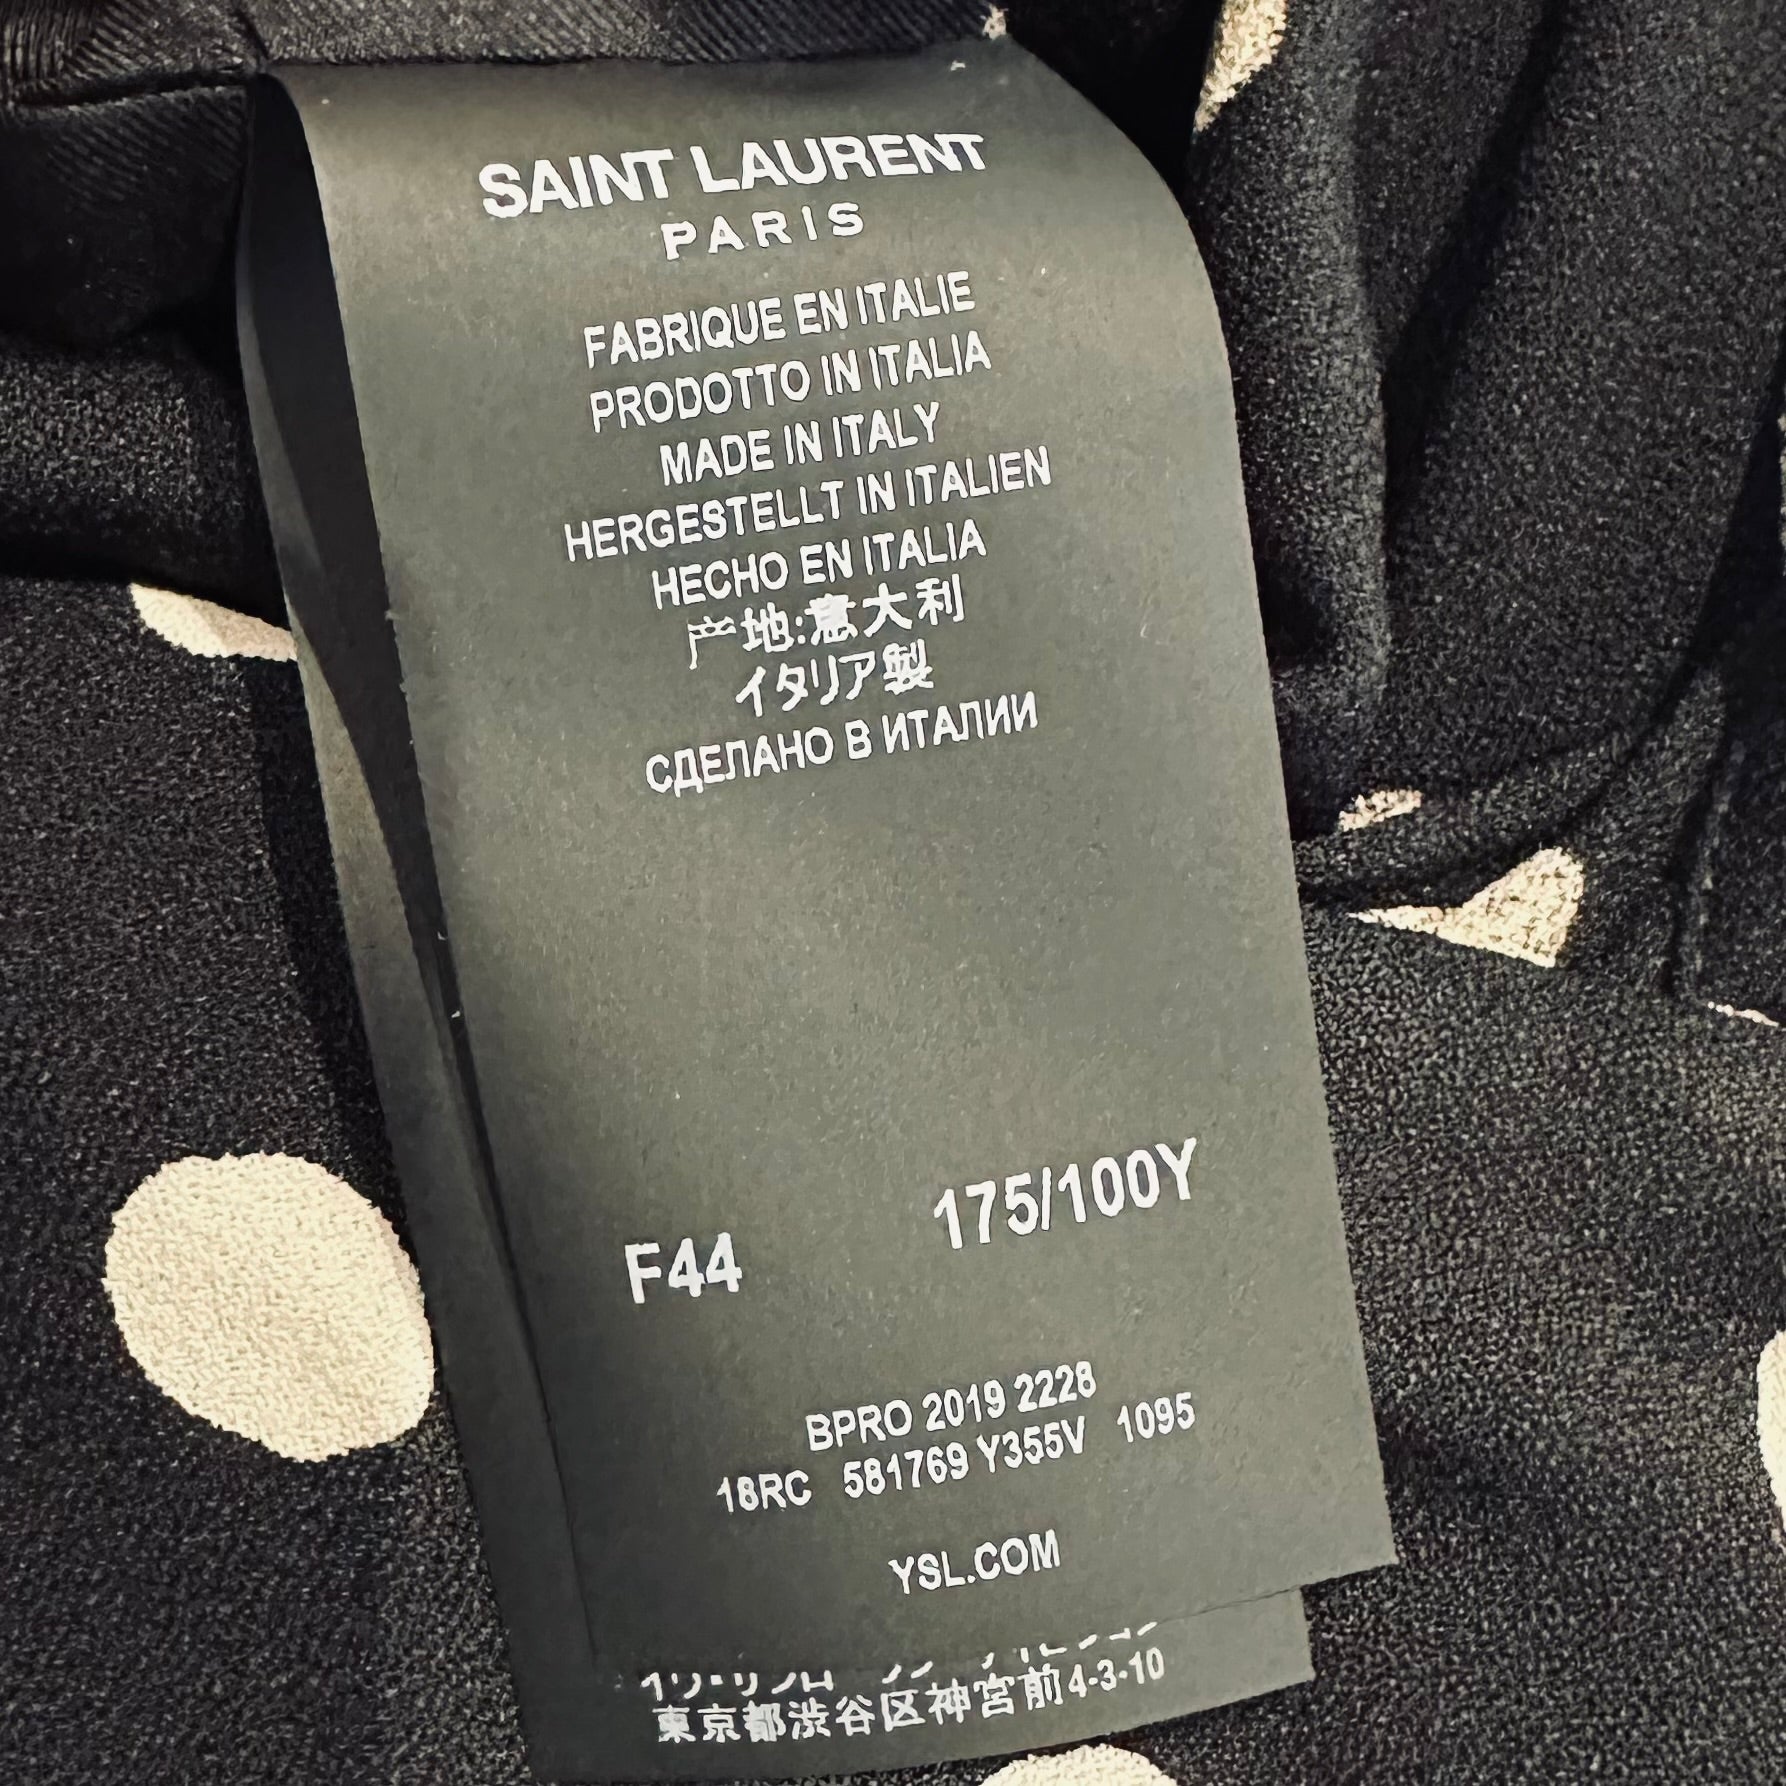 SAINT LAURENT
PARIS
FABRIQUE EN ITALIE
PRODOTTO IN ITALIA
MADE IN ITALY
HERGESTELLT IN ITALIEN
HECHO EN ITALIA
产地:意大利
イタリア製
СДЕЛАНО В ИТАЛИИ
F44 175/100Y
BPRO 2019 2228
18RC 581769 Y355V 1095
YSL.COM
東京都渋谷区神宮前4-3-10